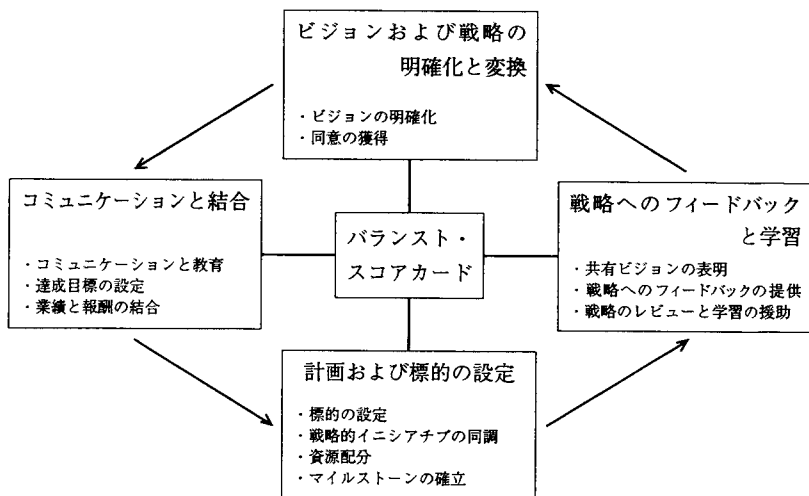 ビジョンおよび戦略の
明確化と変換
・ビジョンの明確化
・同意の獲得
コミュニケーションと結合
・コミュニケーションと教育
・達成目標の設定
・業績と報酬の結合
バランスト・
スコアカード
戦略へのフィードバック
と学習
・共有ビジョンの表明
・戦略へのフィードバックの提供
・戦略のレビューと学習の援助
計画および標的の設定
・標的の設定
・戦略的イニシアチブの同調
・資源配分
・マイルストーンの確立